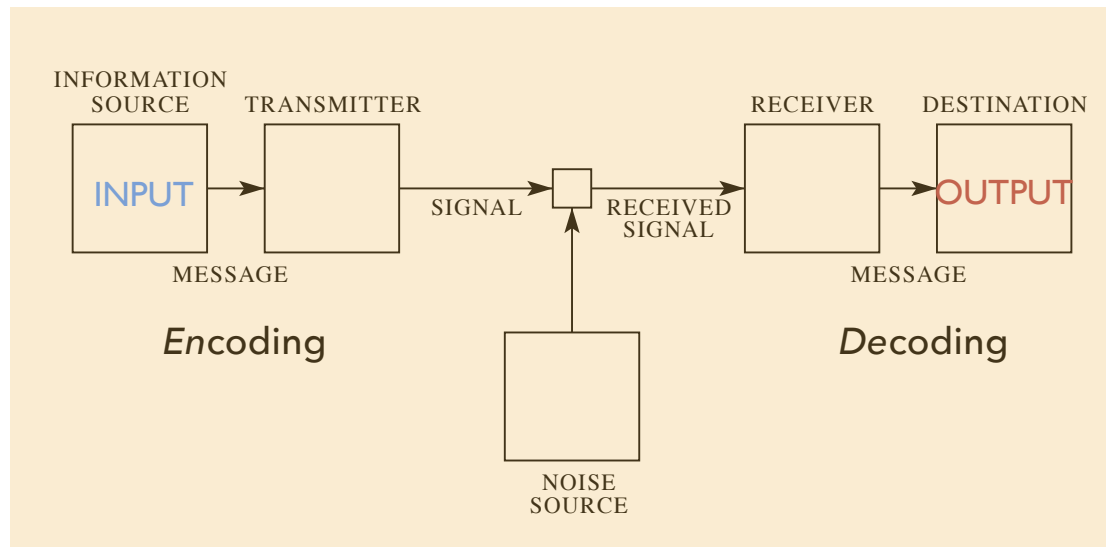 INFORMATION
SOURCE
TRANSMITTER
RECEIVER
DESTINATION
INPUT
OUTPUT
SIGNAL
RECEIVED
SIGNAL
MESSAGE
MESSAGE
Encoding
Decoding
NOISE
SOURCE